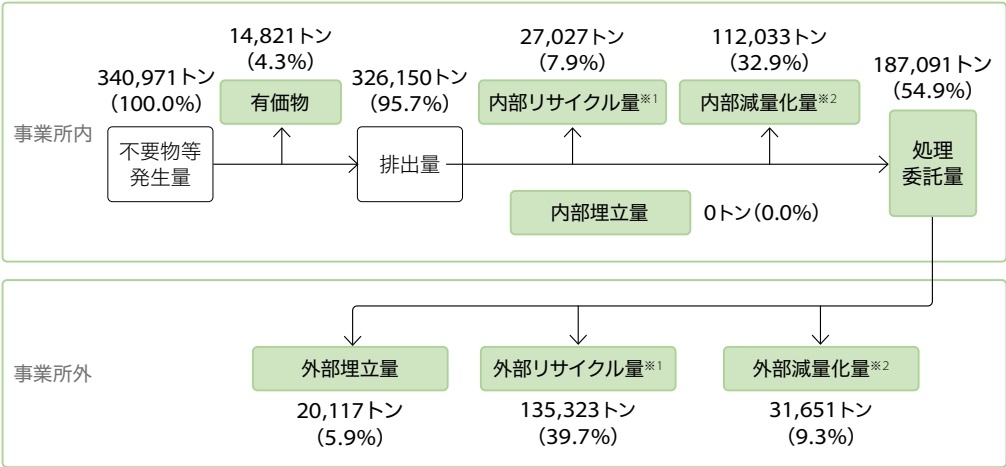 事業所内
340,971トン
(100.0%)
不要物等
発生量
14,821トン
(4.3%)
有価物
326,150トン
(95.7%)
排出量
27,027トン
(7.9%)
内部リサイクル量※1
112,033トン
(32.9%)
内部減量化量※2
内部埋立量 0トン(0.0%)
187,091トン
(54.9%)
処理
委託量
事業所外
外部埋立量
20,117トン
(5.9%)
外部リサイクル量※1
135,323トン
(39.7%)
外部減量化量※2
31,651トン
(9.3%)